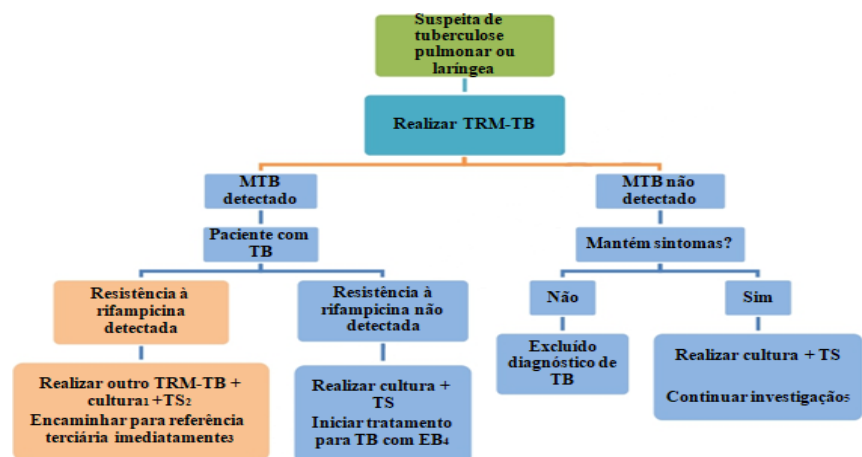 Suspeita de
tuberculose
pulmonar ou
laríngea
Realizar TRM-TB
MTB
detectado
MTB não
detectado
Paciente com
TB
Mantém sintomas?
Resistência à
rifampicina
detectada
Resistência à
rifampicina não
detectada
Não
Sim
Realizar outro TRM-TB +
cultura1 +TS2
Encaminhar para referência
terciária imediatamente3
Realizar cultura +
TS
Iniciar tratamento
para TB com EB4
Excluído
diagnóstico de
TB
Realizar cultura + TS
Continuar investigação5